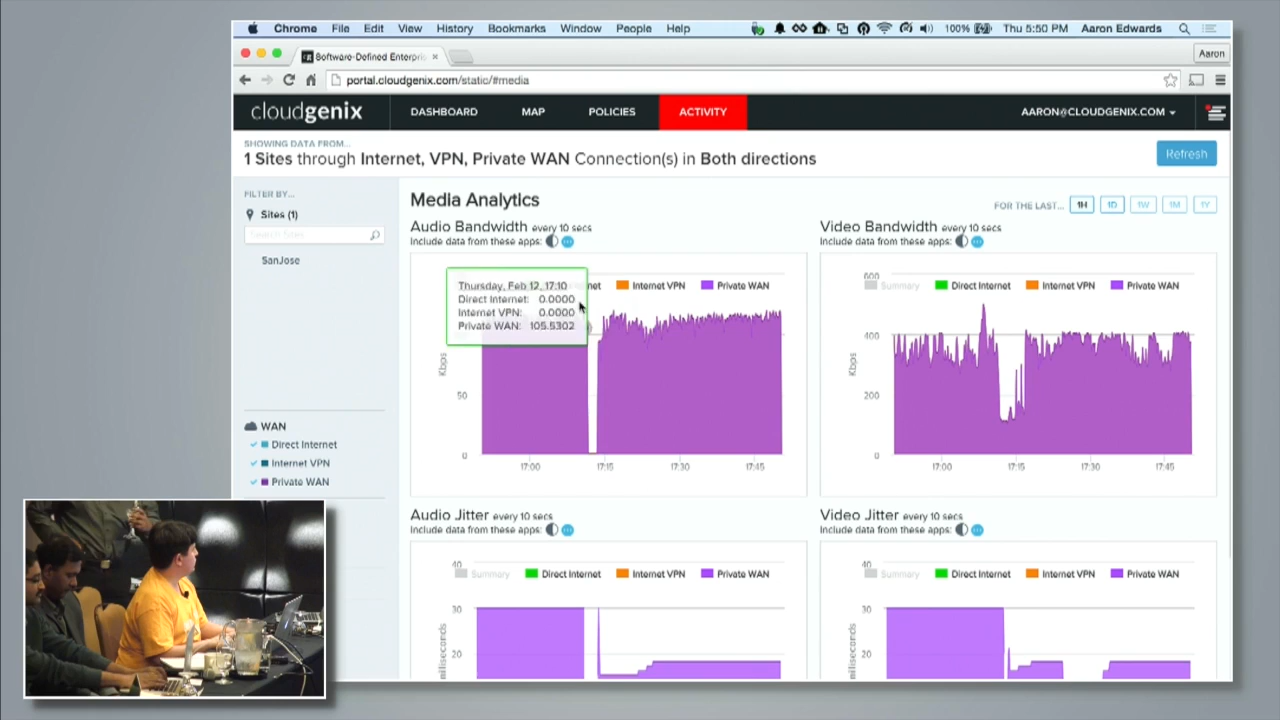 Chrome File Edit View History Bookmarks Window People Help 100% Thu 5:50 PM Aaron Edwards
Software-Defined Enterpris Aaron
portal.cloudgenix.com/static/#media
cloudgenix DASHBOARD MAP POLICIES ACTIVITY AARON@CLOUDGENIX.COM
SHOWING DATA FROM...
1 Sites through Internet, VPN, Private WAN Connection(s) in Both directions Refresh
FILTER BY...
Sites (1)
Search Sites
SanJose
WAN
Direct Internet
Internet VPN
Private WAN
Media Analytics FOR THE LAST... 1H 1D 1W 1M 1Y
Audio Bandwidth every 10 secs
Include data from these apps:
Thursday, Feb 12, 17:10
Direct Internet: 0.0000
Internet VPN: 0.0000
Private WAN: 105.5302
net Internet VPN Private WAN
Kbps
50
0
17:00 17:15 17:30 17:45
Video Bandwidth every 10 secs
Include data from these apps:
600
Summary Direct Internet Internet VPN Private WAN
400
Kbps
200
0
17:00 17:15 17:30 17:45
Audio Jitter every 10 secs
Include data from these apps:
40
Summary Direct Internet Internet VPN Private WAN
30
20
milliseconds
Video Jitter every 10 secs
Include data from these apps:
40
Summary Direct Internet Internet VPN Private WAN
30
20
milliseconds